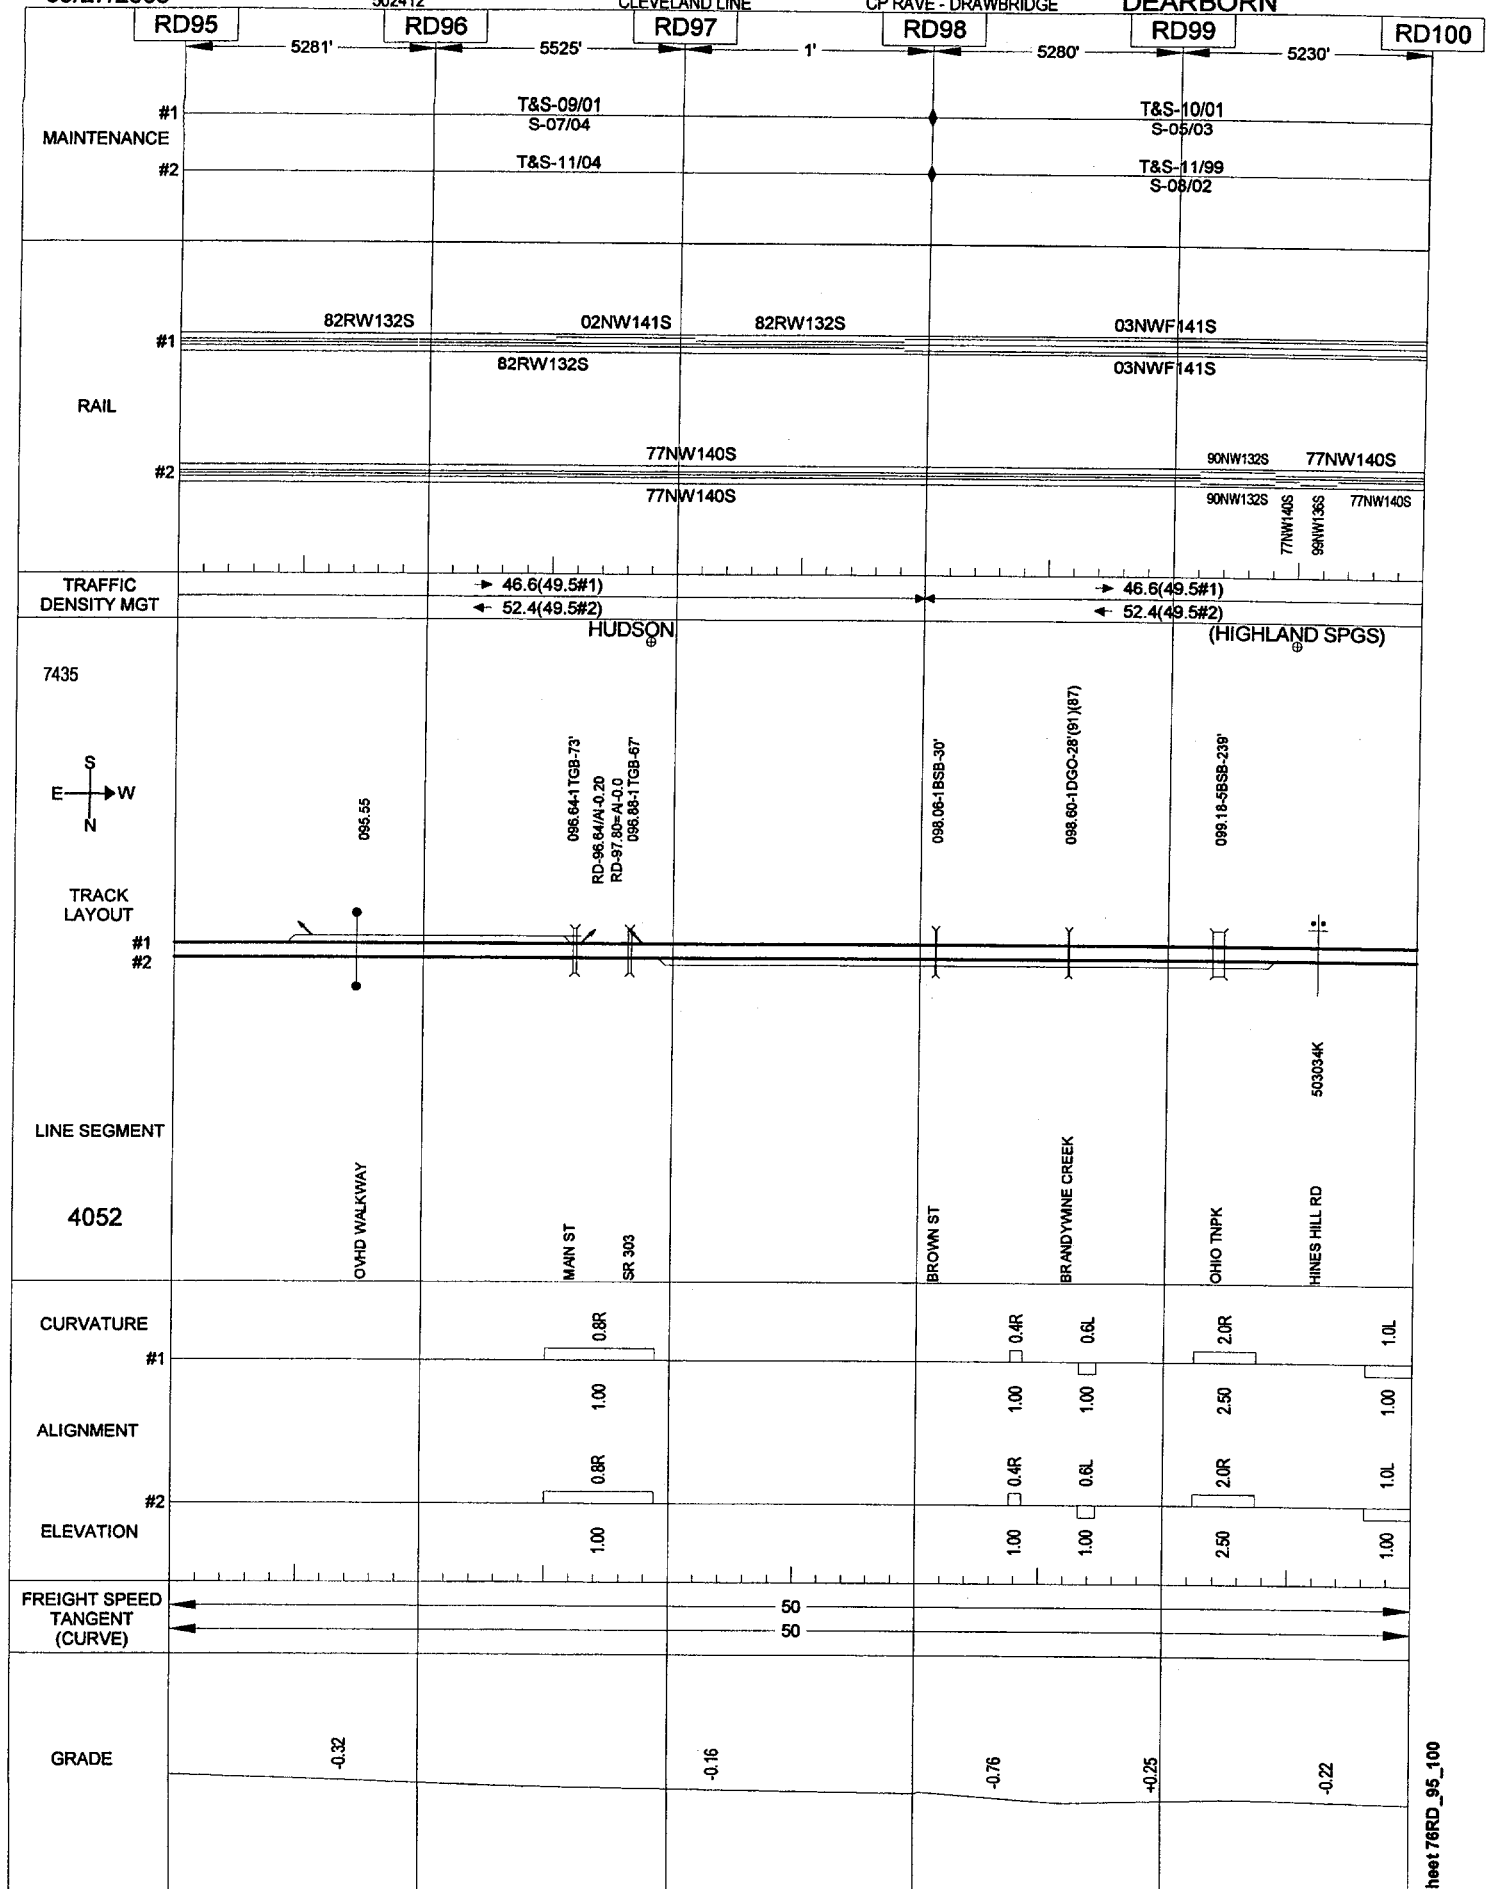 502412 CLEVELAND LINE CP RAVE - DRAWBRIDGE DEARBORN
RD95 RD96 RD97 RD98 RD99 RD100
5281' 5525' 1' 5280' 5230'
MAINTENANCE
#1 T&S-09/01 T&S-10/01
S-07/04 S-05/03
#2 T&S-11/04 T&S-11/99
S-08/02
RAIL
82RW132S 02NW141S 82RW132S 03NWF141S
#1
82RW132S 03NWF141S
77NW140S 90NW132S 77NW140S
#2
77NW140S 90NW132S 77NW140S 99NW136S 77NW140S
TRAFFIC
DENSITY MGT
46.6(49.5#1) 46.6(49.5#1)
52.4(49.5#2) 52.4(49.5#2)
HUDSON (HIGHLAND SPGS)
7435
S
E W
N
095.55
096.64-1TGB-73'
RD-96.64/AI-0.20
RD-97.80=AI-0.0
096.88-1TGB-67'
098.06-1BSB-30'
098.60-1DGO-28'(91)(87)
099.18-5BSB-239'
TRACK
LAYOUT
#1
#2
503034K
LINE SEGMENT
4052
OVHD WALKWAY
MAIN ST
SR 303
BROWN ST
BRANDYWINE CREEK
OHIO TNPK
HINES HILL RD
CURVATURE
0.8R 0.4R 0.6L 2.0R 1.0L
#1
1.00 1.00 1.00 2.50 1.00
ALIGNMENT
0.8R 0.4R 0.6L 2.0R 1.0L
#2
ELEVATION
1.00 1.00 1.00 2.50 1.00
FREIGHT SPEED
TANGENT
(CURVE)
50
50
GRADE
-0.32 -0.16 -0.76 +0.25 -0.22
76RD_95_100